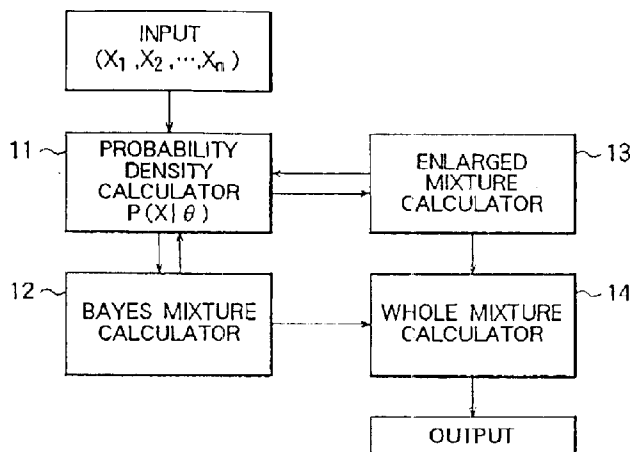 INPUT
(X1,X2,…,Xn)
11
PROBABILITY
DENSITY
CALCULATOR
P(X|θ)
13
ENLARGED
MIXTURE
CALCULATOR
12
BAYES MIXTURE
CALCULATOR
14
WHOLE MIXTURE
CALCULATOR
OUTPUT